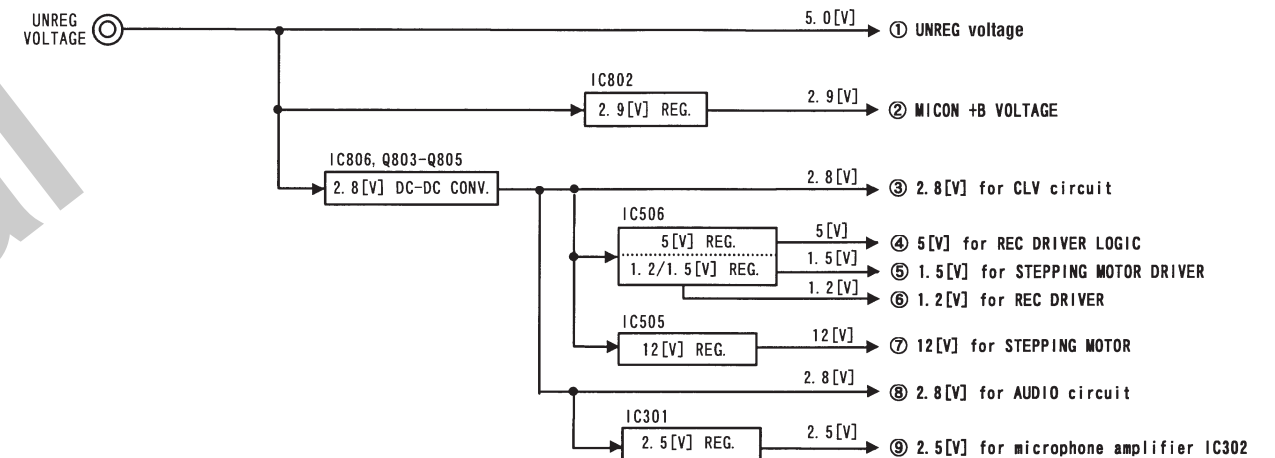 UNREG
VOLTAGE
5.0[V]
① UNREG voltage
IC802
2.9[V] REG.
2.9[V]
② MICON +B VOLTAGE
IC806, Q803-Q805
2.8[V] DC-DC CONV.
2.8[V]
③ 2.8[V] for CLV circuit
IC506
5[V] REG.
5[V]
④ 5[V] for REC DRIVER LOGIC
1.2/1.5[V] REG.
1.5[V]
⑤ 1.5[V] for STEPPING MOTOR DRIVER
1.2[V]
⑥ 1.2[V] for REC DRIVER
IC505
12[V] REG.
12[V]
⑦ 12[V] for STEPPING MOTOR
2.8[V]
⑧ 2.8[V] for AUDIO circuit
IC301
2.5[V] REG.
2.5[V]
⑨ 2.5[V] for microphone amplifier IC302